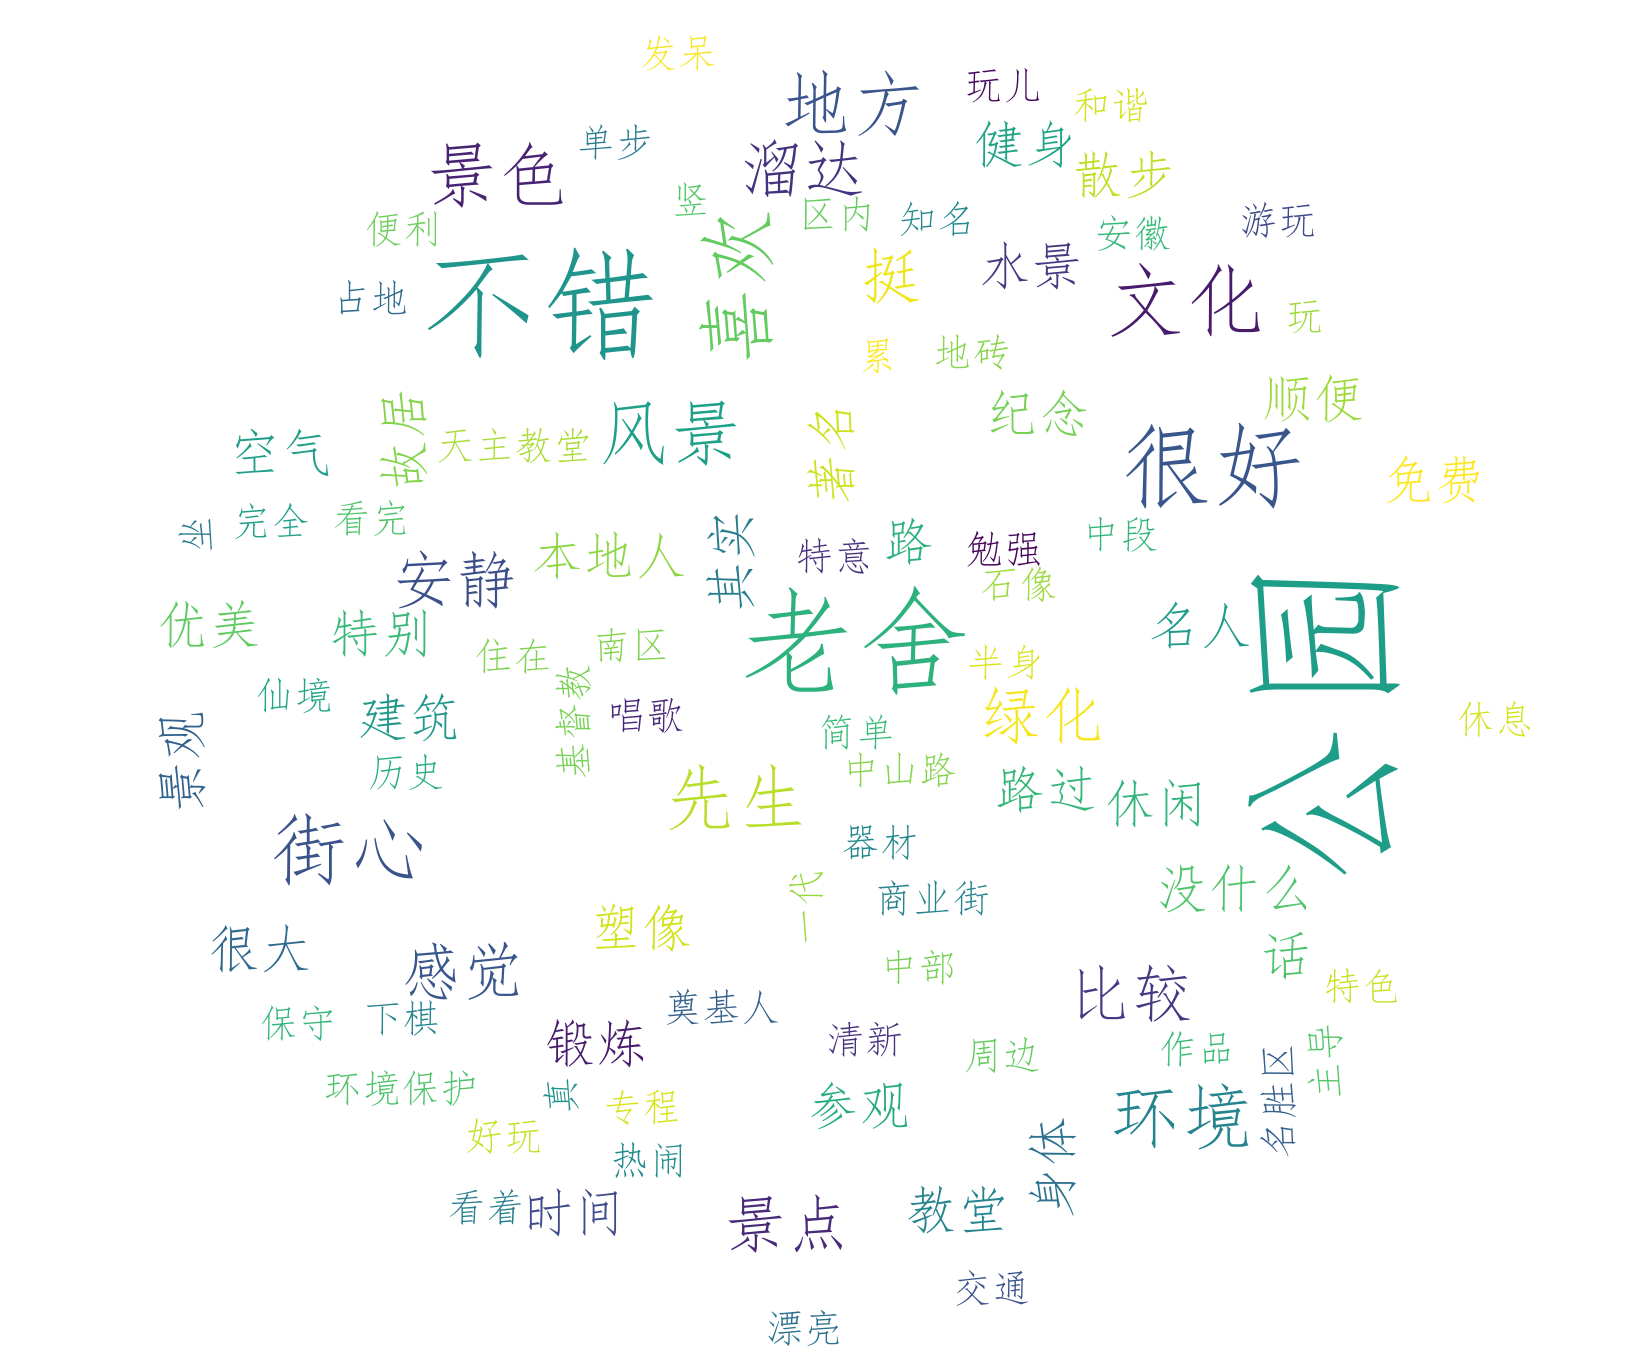 发呆
地方
玩儿
和谐
景色
单步
溜达
健身
散步
便利
竖
喜欢
区内
知名
安徽
游玩
占地
不错
挺
水景
文化
玩
累
地砖
故居
顺便
空气
天主教堂
风景
著名
纪念
很好
免费
坐
完全
看完
其实
特意
路
勉强
中段
安静
本地人
石像
公园
优美
特别
老舍
名人
住在
南区
半身
仙境
基督教
唱歌
绿化
休息
景观
建筑
简单
历史
先生
中山路
路过
休闲
街心
器材
一代
商业街
没什么
很大
塑像
感觉
中部
比较
话
特色
保守
下棋
奠基人
锻炼
清新
周边
作品
名胜区
主导
环境保护
真
专程
参观
环境
好玩
热闹
身体
看着
时间
景点
教堂
交通
漂亮